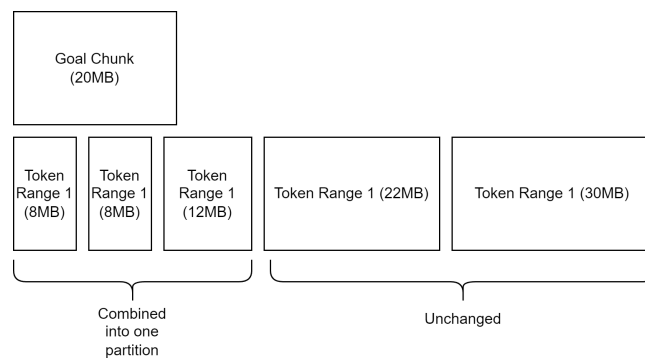 Goal Chunk
(20MB)
Token
Range 1
(8MB)
Token
Range 1
(8MB)
Token
Range 1
(12MB)
Token Range 1 (22MB)
Token Range 1 (30MB)
Combined
into one
partition
Unchanged